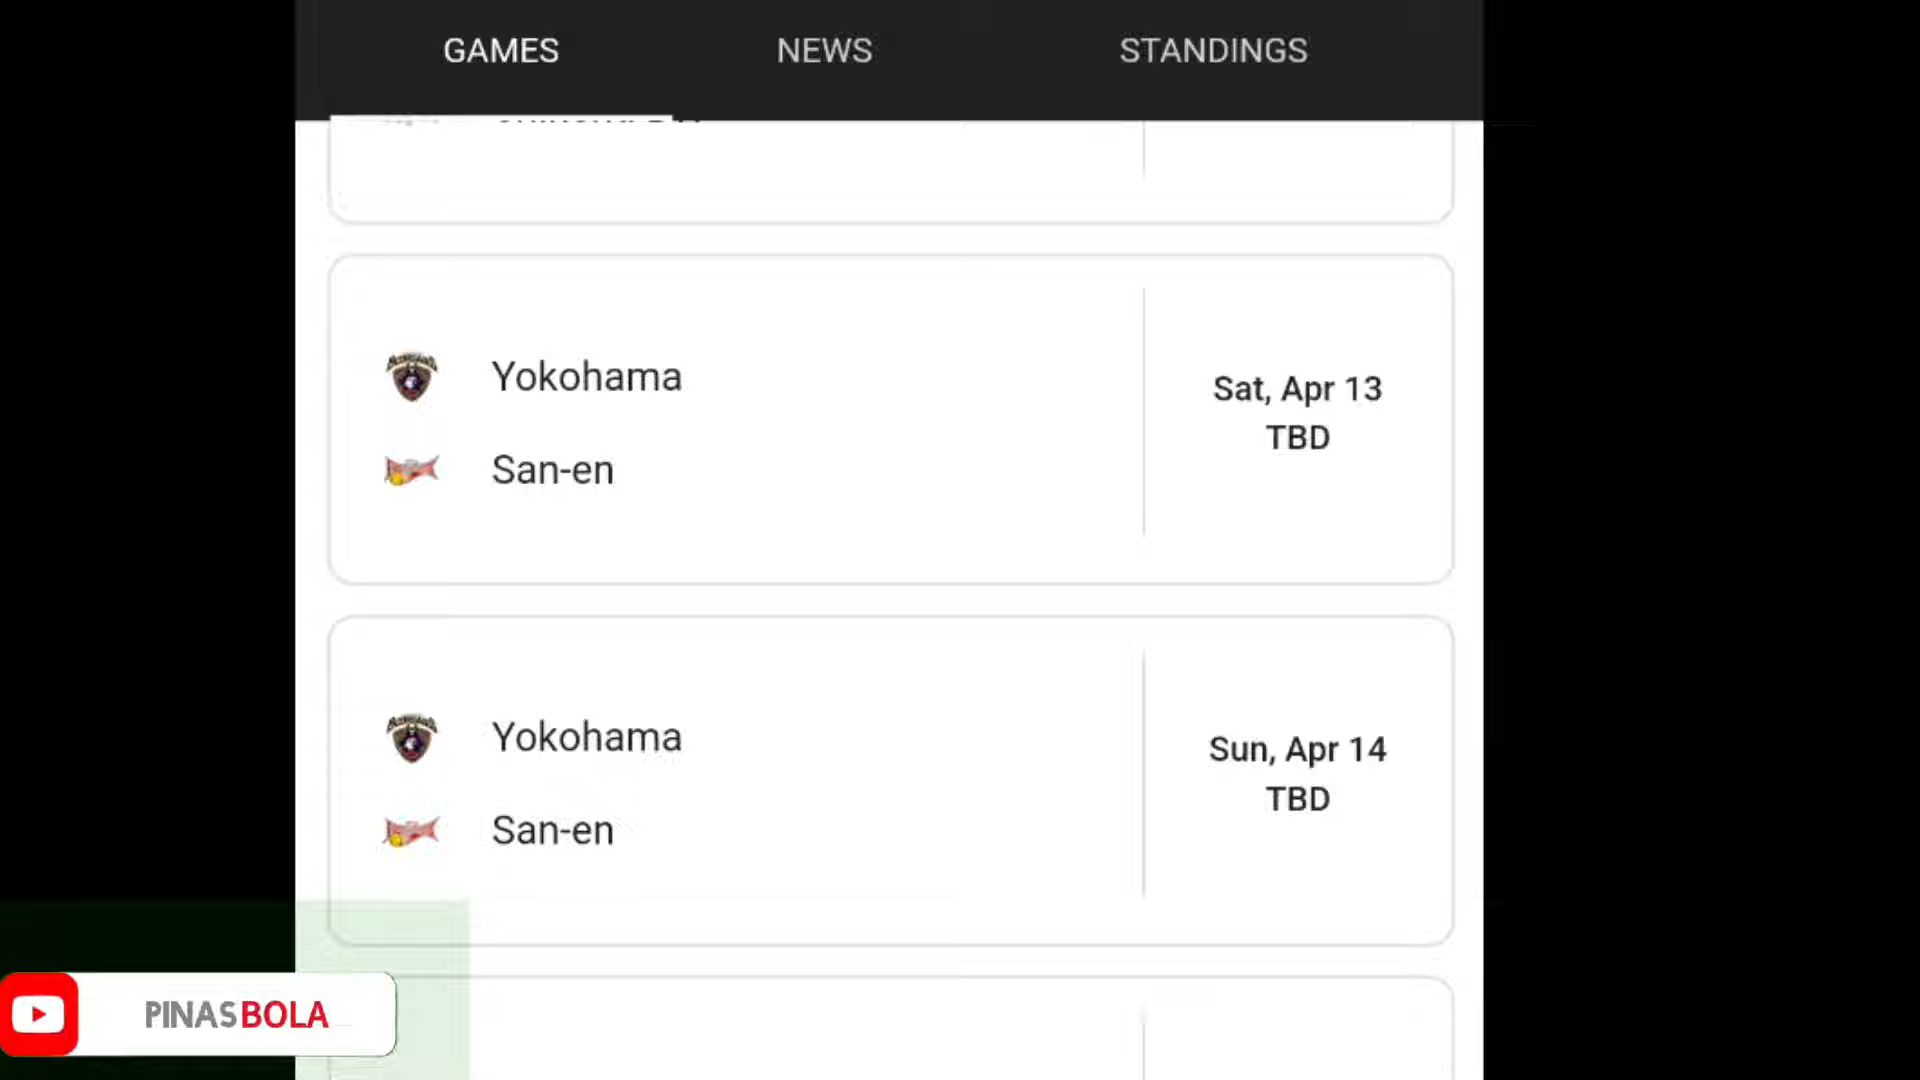 GAMES NEWS STANDINGS
Yokohama
San-en
Sat, Apr 13
TBD
Yokohama
San-en
Sun, Apr 14
TBD
PINASBOLA